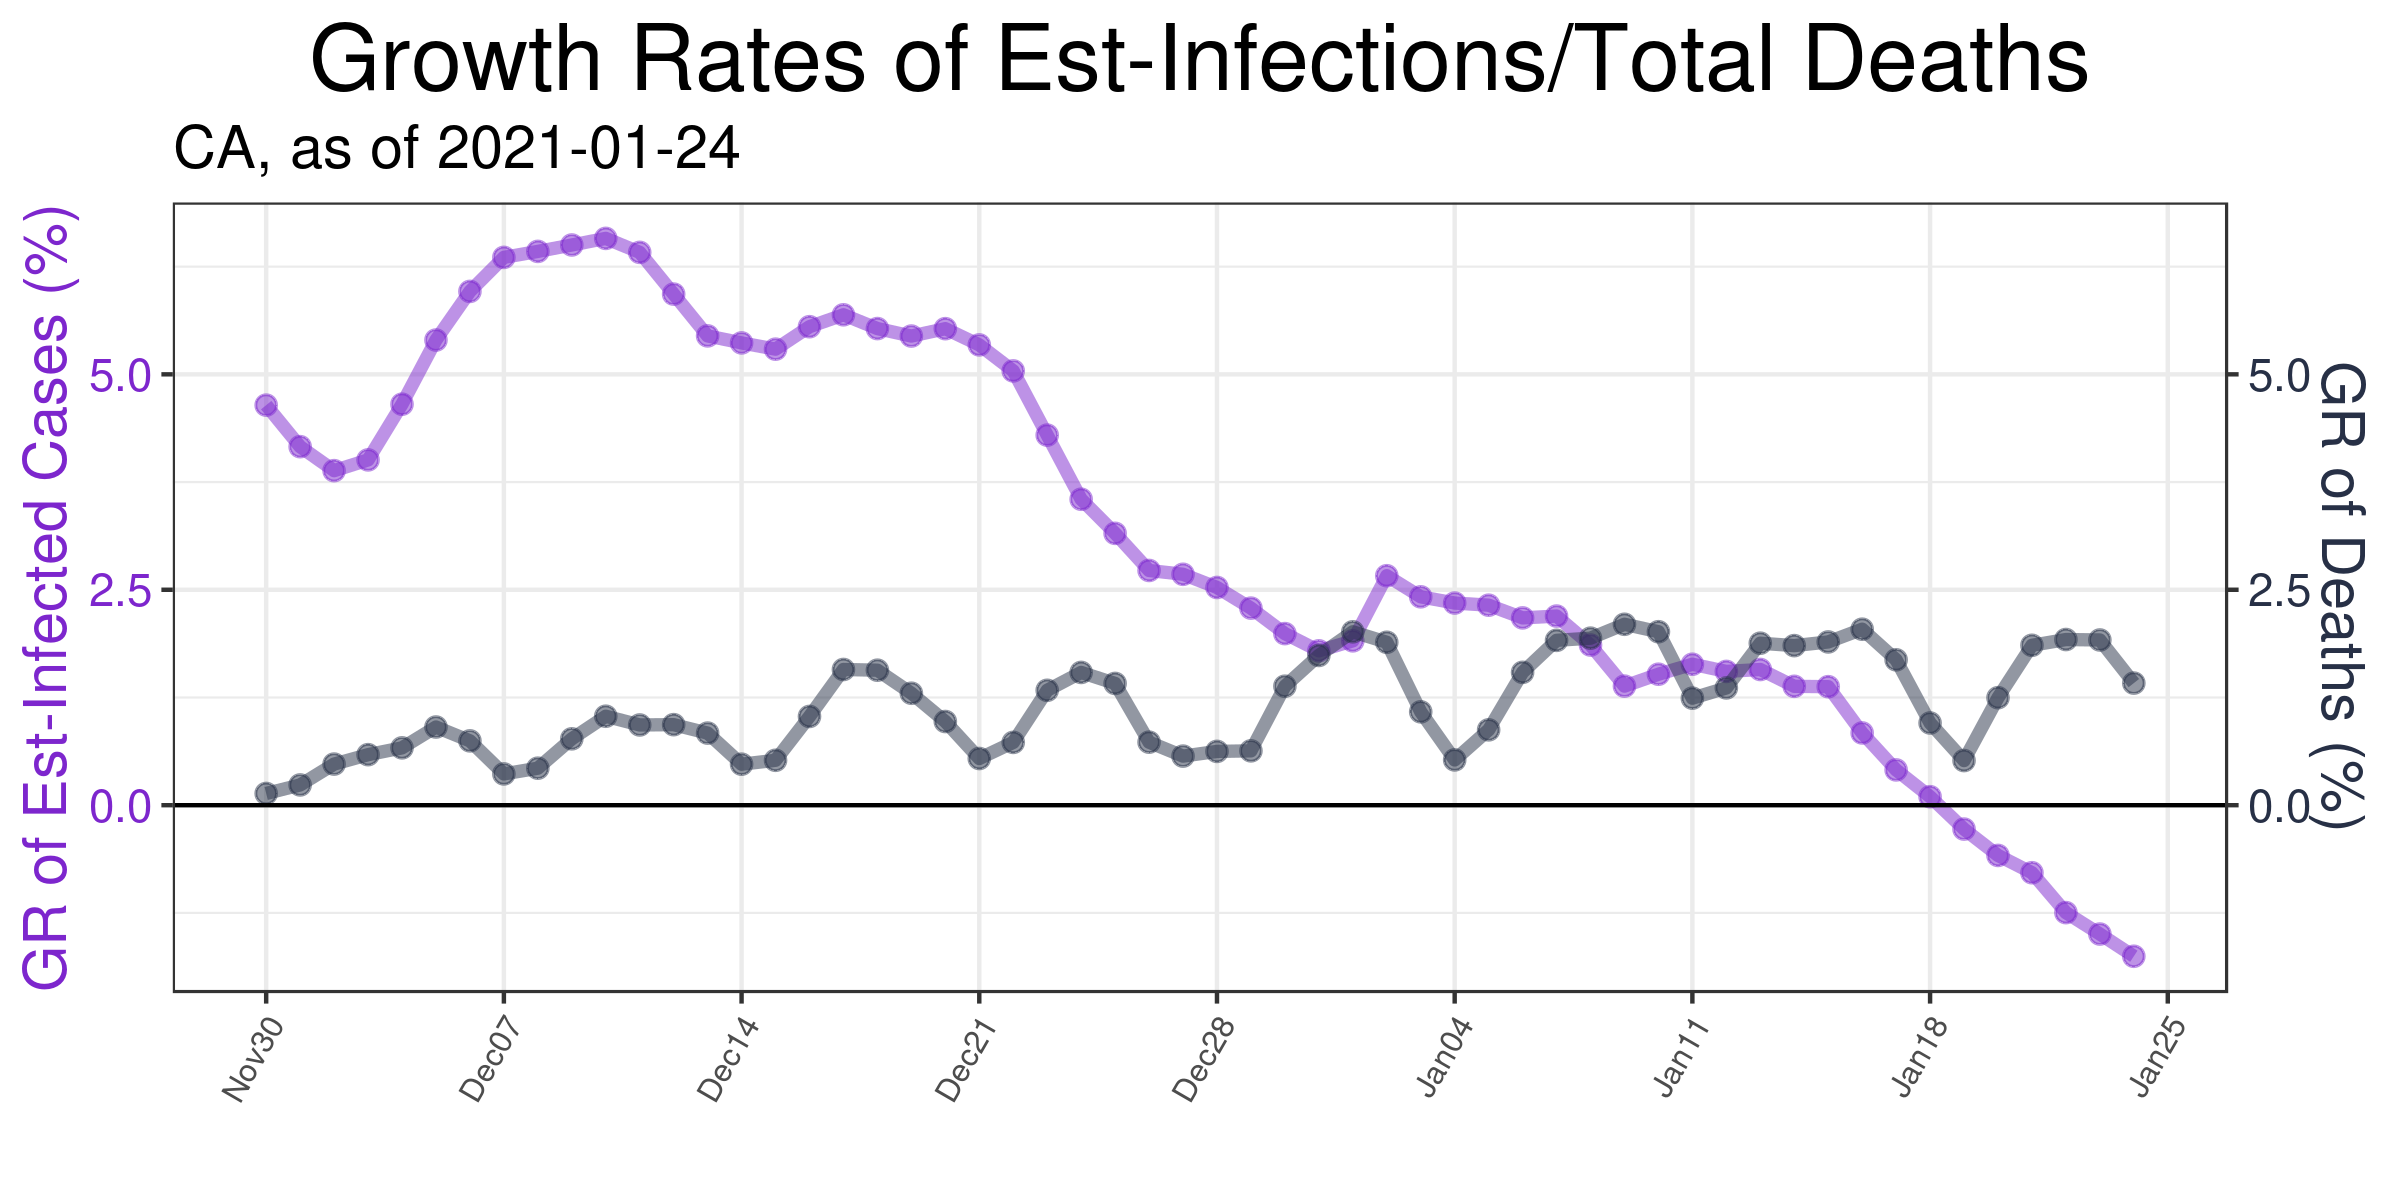 Growth Rates of Est-Infections/Total Deaths
CA, as of 2021-01-24
GR of Est-Infected Cases (%)
5.0
2.5
0.0
5.0
2.5
0.0
GR of Deaths (%)
Nov30
Dec07
Dec14
Dec21
Dec28
Jan04
Jan11
Jan18
Jan25